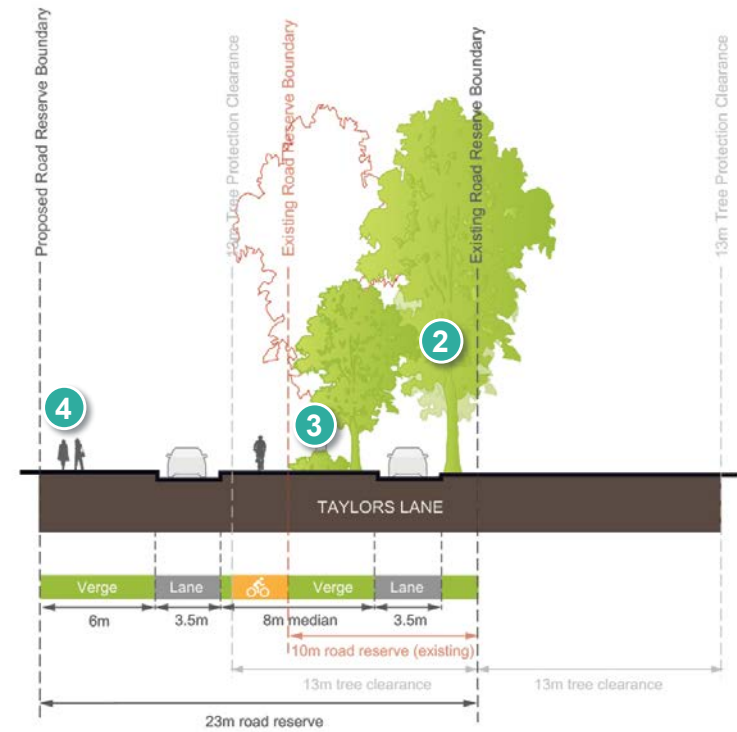 Proposed Road Reserve Boundary
13m Tree Protection Clearance
Existing Road Reserve Boundary
Existing Road Reserve Boundary
13m Tree Protection Clearance
2
3
4
TAYLORS LANE
Verge
Lane
Verge
Lane
6m
3.5m
8m median
3.5m
10m road reserve (existing)
13m tree clearance
13m tree clearance
23m road reserve